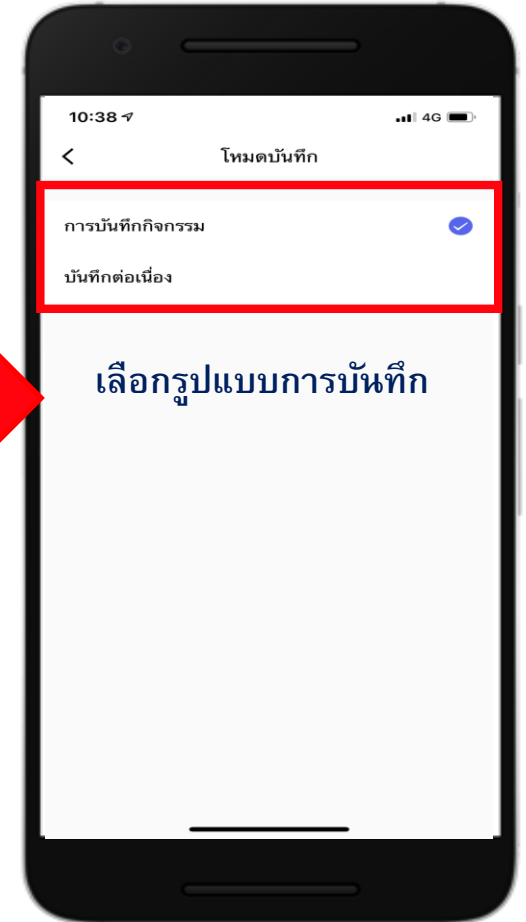 10:38 4G
โหมดบันทึก
การบันทึกกิจกรรม
บันทึกต่อเนื่อง
เลือกรูปแบบการบันทึก